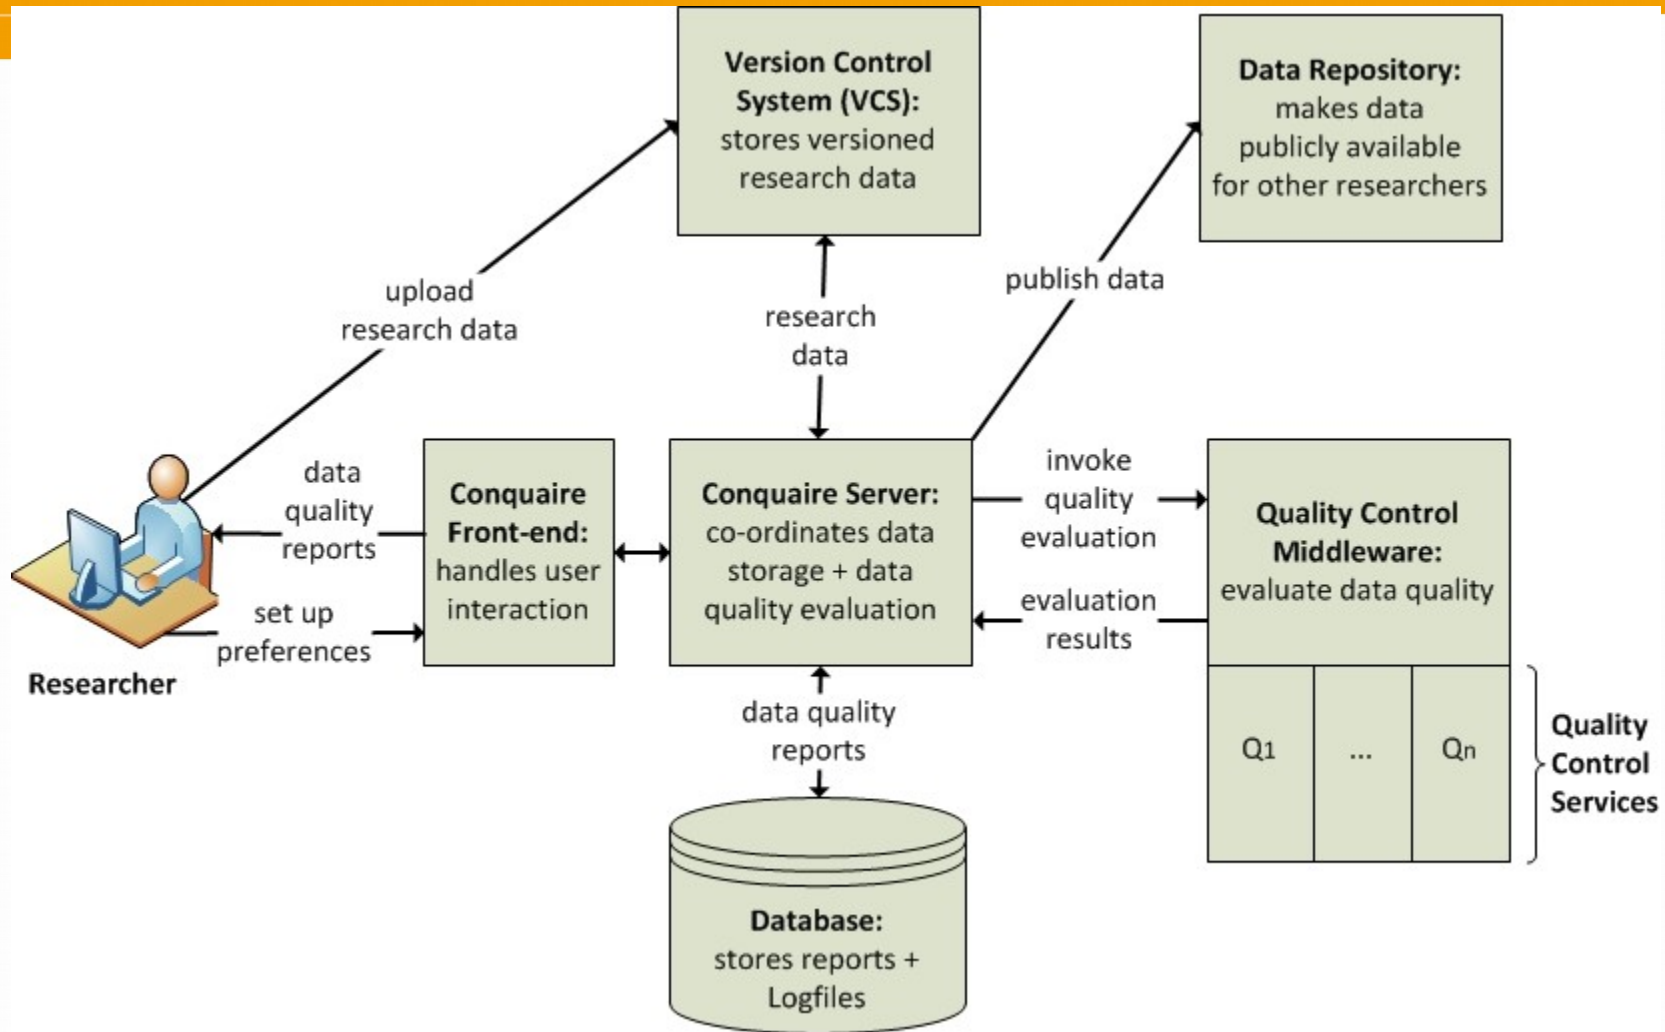 Version Control
System (VCS):
stores versioned
research data
Data Repository:
makes data
publicly available
for other researchers
upload
research data
research
data
publish data
data
quality
reports
set up
preferences
Researcher
Conquaire
Front-end:
handles user
interaction
Conquaire Server:
co-ordinates data
storage + data
quality evaluation
invoke
quality
evaluation
evaluation
results
Quality Control
Middleware:
evaluate data quality
Q1
...
Qn
Quality
Control
Services
data quality
reports
Database:
stores reports +
Logfiles